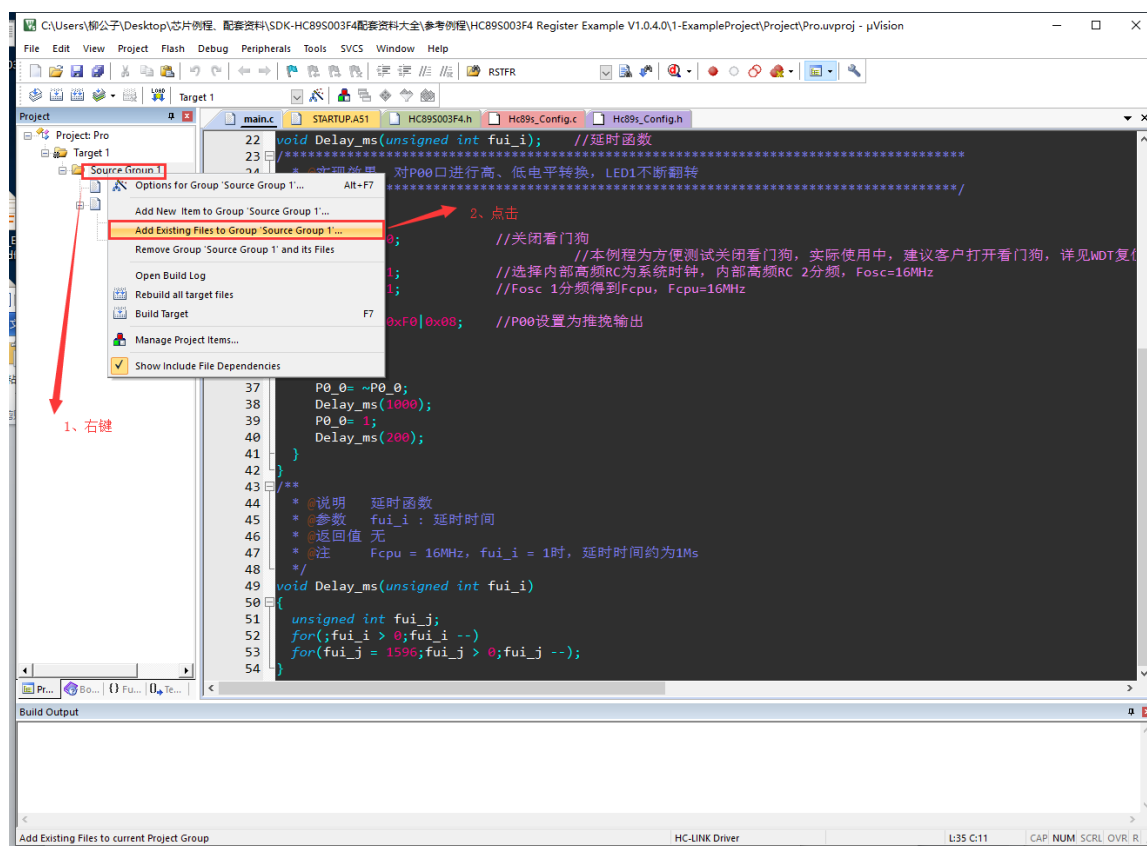 C:\Users\柳公子\Desktop\芯片例程、配套资料\SDK-HC89S003F4配套资料大全\参考例程\HC89S003F4 Register Example V1.0.4.0\1-ExampleProject\Project\Pro.uvproj - µVision
File Edit View Project Flash Debug Peripherals Tools SVCS Window Help
RSTFR
Target 1
Project
main.c STARTUP.A51 HC89S003F4.h Hc89s_Config.c Hc89s_Config.h
Project: Pro
Target 1
Source Group 1
22 void Delay_ms(unsigned int fui_i); //延时函数
23 /***************************************************************************************
24 实现效果 对P00口进行高、低电平转换，LED1不断翻转
***************************************************************************************/
Options for Group 'Source Group 1'... Alt+F7
Add New Item to Group 'Source Group 1'...
Add Existing Files to Group 'Source Group 1'...
Remove Group 'Source Group 1' and its Files
Open Build Log
Rebuild all target files
Build Target F7
Manage Project Items...
Show Include File Dependencies
1、右键
2、点击
; //关闭看门狗
//本例程为方便测试关闭看门狗，实际使用中，建议客户打开看门狗，详见WDT复位
1; //选择内部高频RC为系统时钟，内部高频RC 2分频，Fosc=16MHz
1; //Fosc 1分频得到Fcpu，Fcpu=16MHz
0xF0|0x08; //P00设置为推挽输出
37 P0_0= ~P0_0;
38 Delay_ms(1000);
39 P0_0= 1;
40 Delay_ms(200);
41 }
42 }
43 /**
44 * @说明 延时函数
45 * @参数 fui_i : 延时时间
46 * @返回值 无
47 * @注 Fcpu = 16MHz，fui_i = 1时，延时时间约为1Ms
48 */
49 void Delay_ms(unsigned int fui_i)
50 {
51 unsigned int fui_j;
52 for(;fui_i > 0;fui_i --)
53 for(fui_j = 1596;fui_j > 0;fui_j --);
54 }
Pr... Bo... {} Fu... 0 Te...
Build Output
Add Existing Files to current Project Group HC-LINK Driver L:35 C:11 CAP NUM SCRL OVR R